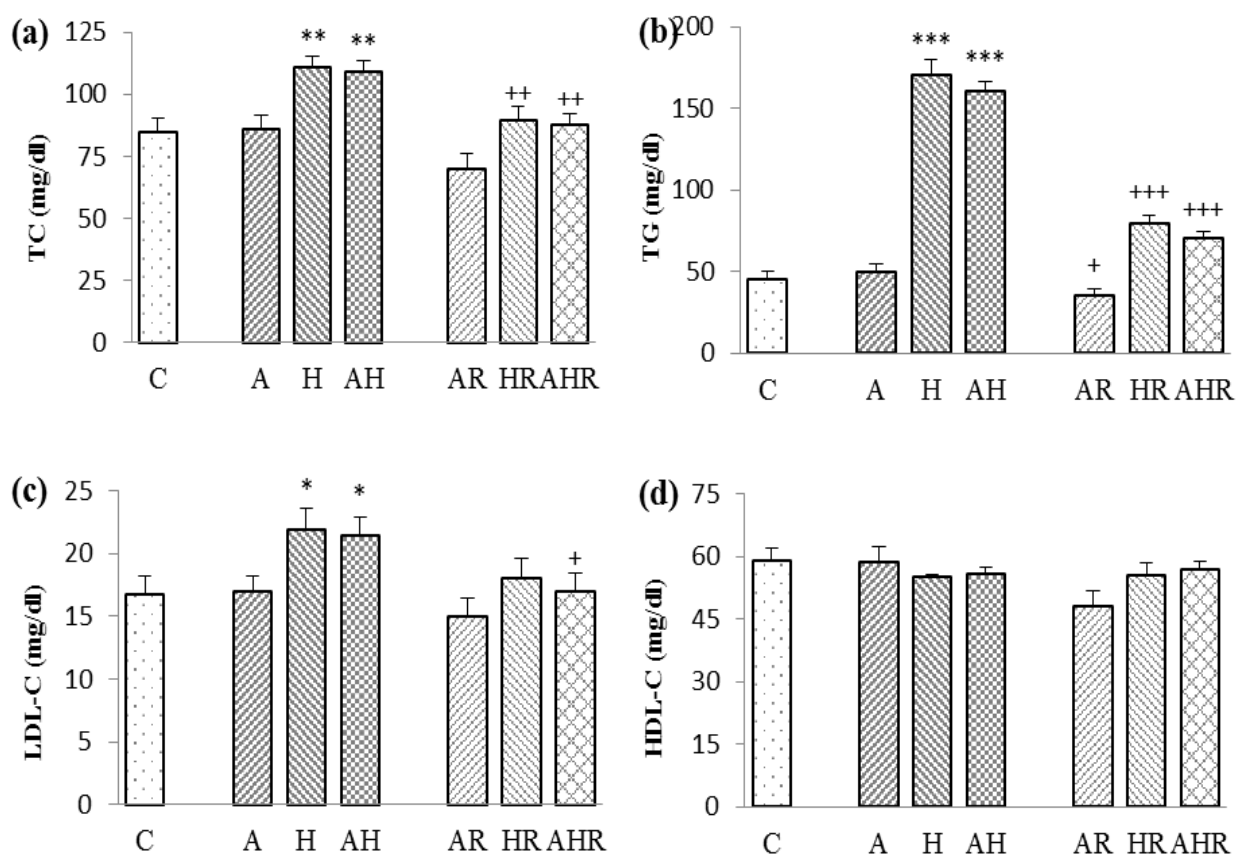 (a)
TC (mg/dl)
125
100
75
50
25
0
** **
++ ++
C A H AH AR HR AHR
(b)
TG (mg/dl)
200
150
100
50
0
*** ***
+ +++ +++
C A H AH AR HR AHR
(c)
LDL-C (mg/dl)
25
20
15
10
5
0
* *
+
C A H AH AR HR AHR
(d)
HDL-C (mg/dl)
75
60
45
30
15
0
C A H AH AR HR AHR